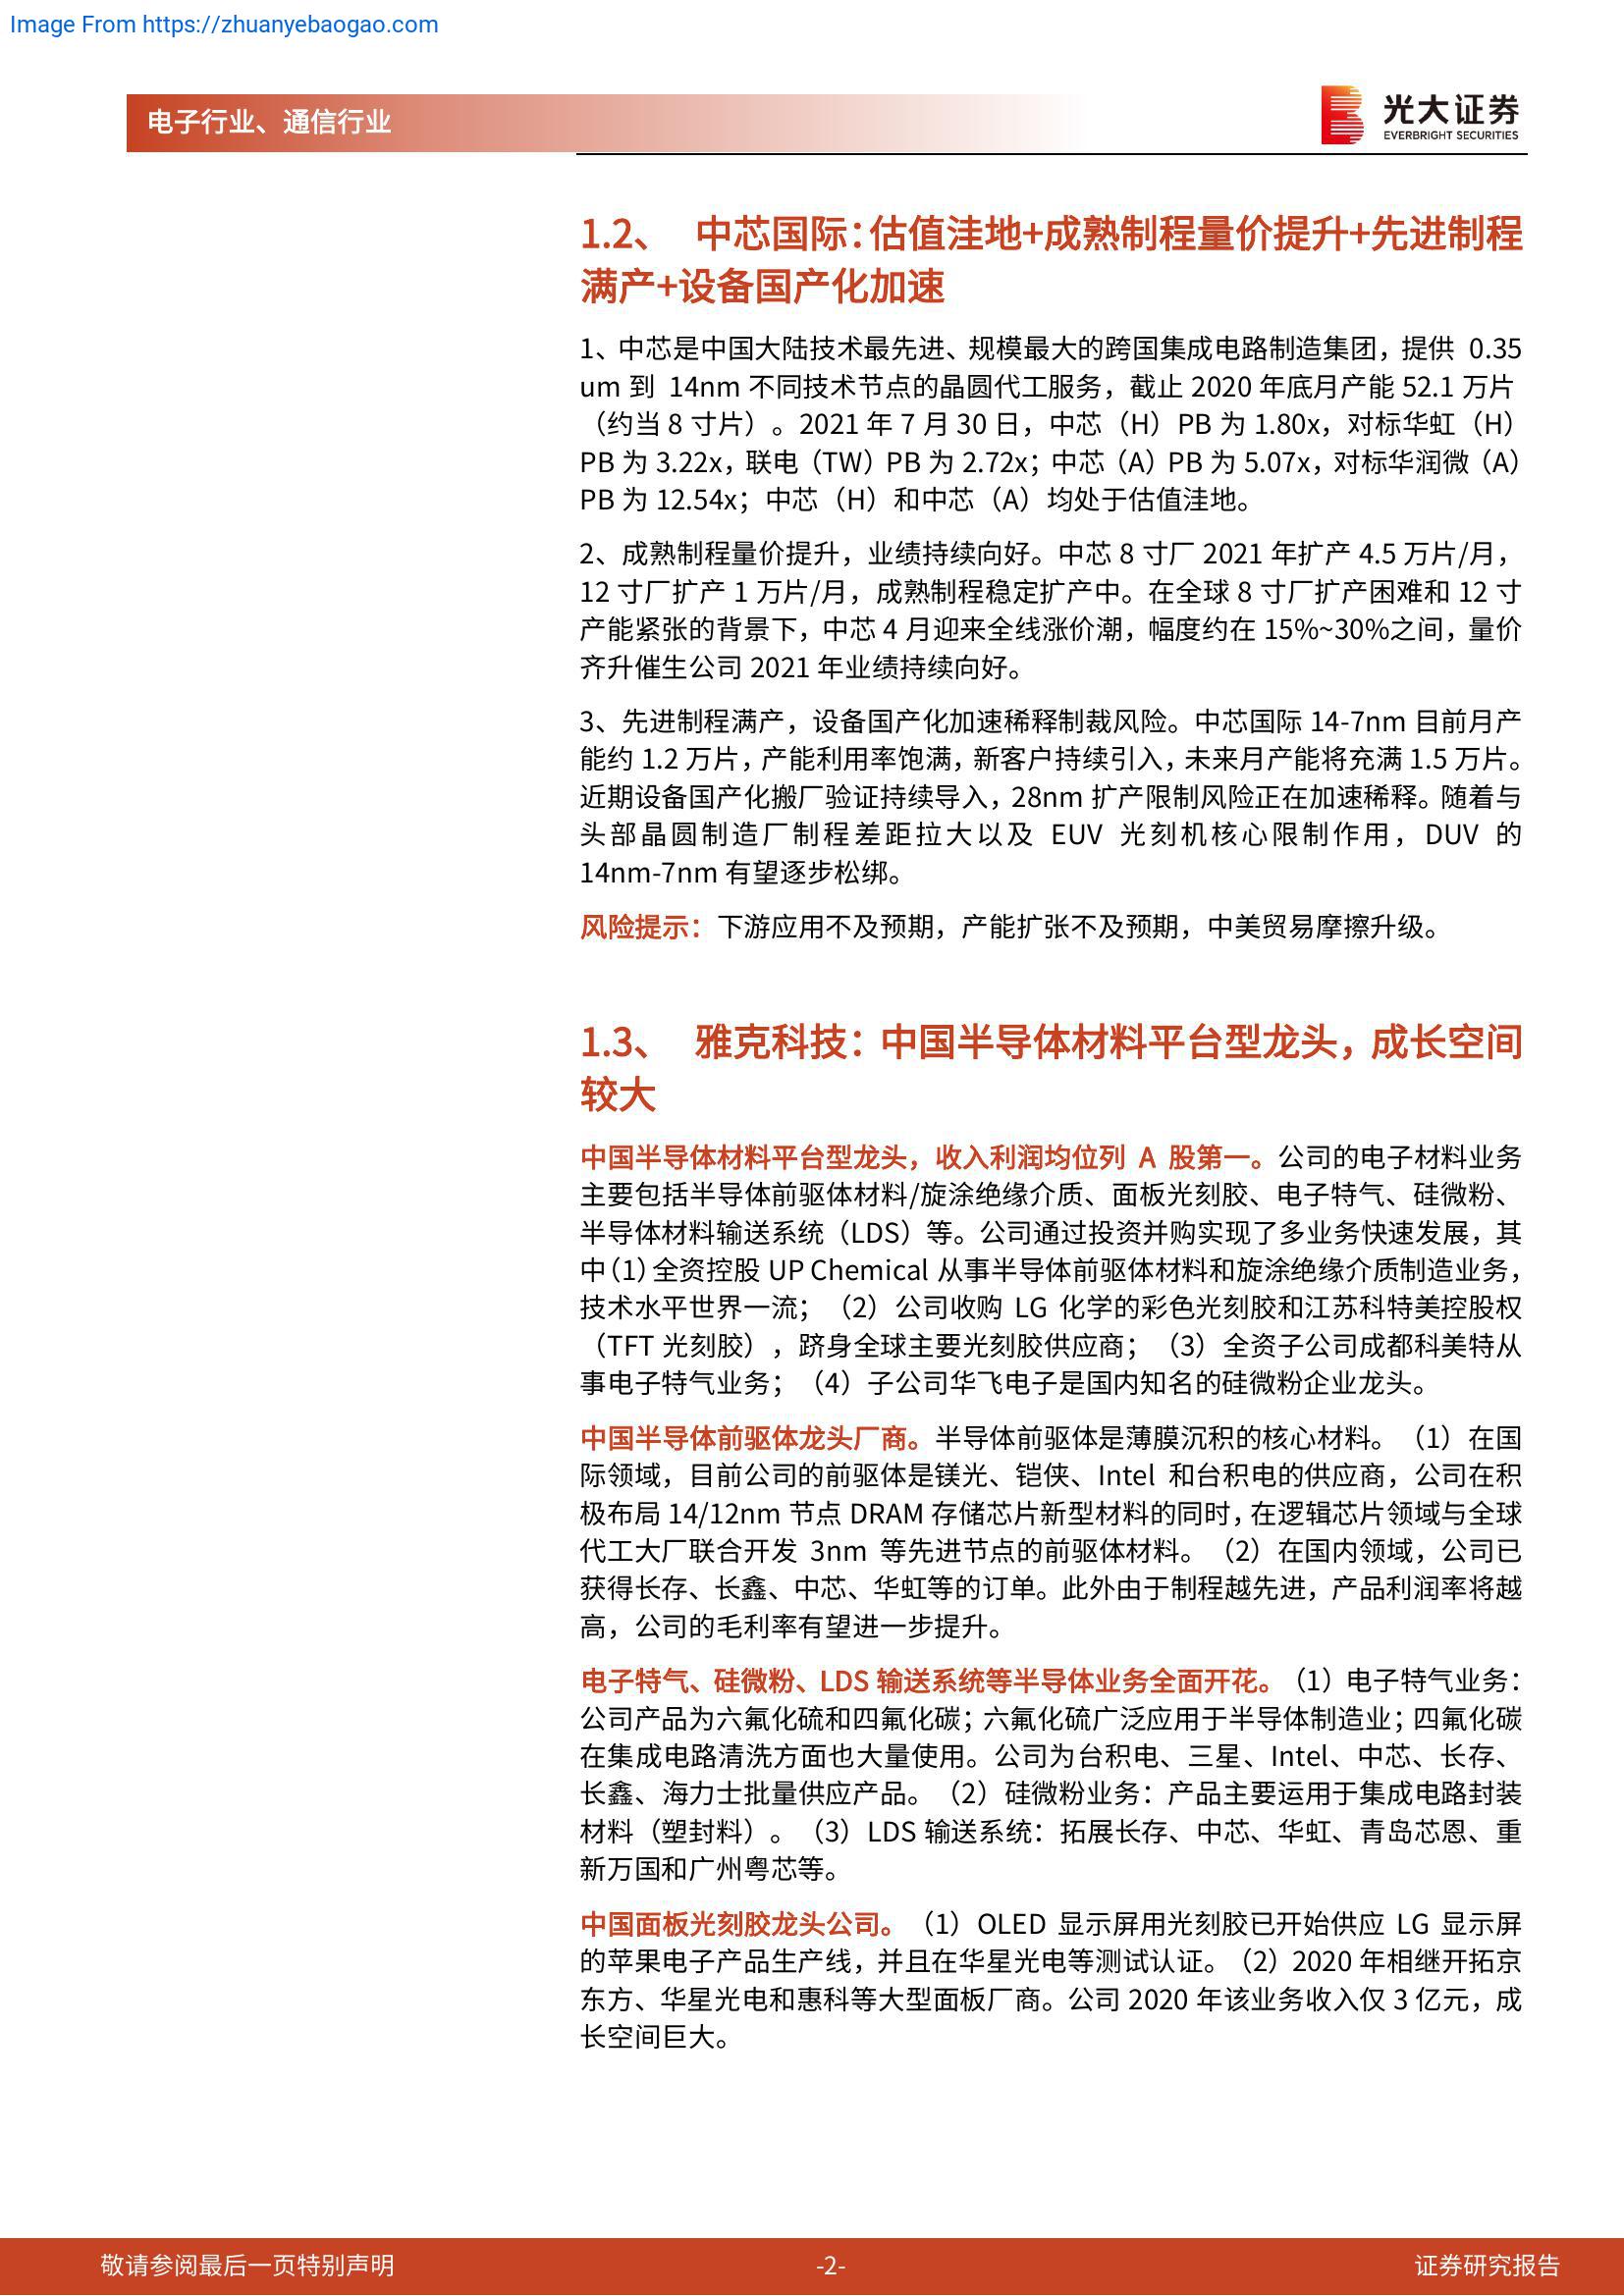 Image From https://zhuanyebaogao.com
电子行业、通信行业
光大证券
EVERBRIGHT SECURITIES
1.2、 中芯国际：估值洼地+成熟制程量价提升+先进制程
满产+设备国产化加速
1、中芯是中国大陆技术最先进、规模最大的跨国集成电路制造集团，提供 0.35
um 到 14nm 不同技术节点的晶圆代工服务，截止 2020 年底月产能 52.1 万片
（约当 8 寸片）。2021 年 7 月 30 日，中芯（H）PB 为 1.80x，对标华虹（H）
PB 为 3.22x，联电（TW）PB 为 2.72x；中芯（A）PB 为 5.07x，对标华润微（A）
PB 为 12.54x；中芯（H）和中芯（A）均处于估值洼地。
2、成熟制程量价提升，业绩持续向好。中芯 8 寸厂 2021 年扩产 4.5 万片/月，
12 寸厂扩产 1 万片/月，成熟制程稳定扩产中。在全球 8 寸厂扩产困难和 12 寸
产能紧张的背景下，中芯 4 月迎来全线涨价潮，幅度约在 15%~30%之间，量价
齐升催生公司 2021 年业绩持续向好。
3、先进制程满产，设备国产化加速稀释制裁风险。中芯国际 14-7nm 目前月产
能约 1.2 万片，产能利用率饱满，新客户持续引入，未来月产能将充满 1.5 万片。
近期设备国产化搬厂验证持续导入，28nm 扩产限制风险正在加速稀释。随着与
头部晶圆制造厂制程差距拉大以及 EUV 光刻机核心限制作用，DUV 的
14nm-7nm 有望逐步松绑。
风险提示：下游应用不及预期，产能扩张不及预期，中美贸易摩擦升级。
1.3、 雅克科技：中国半导体材料平台型龙头，成长空间
较大
中国半导体材料平台型龙头，收入利润均位列 A 股第一。公司的电子材料业务
主要包括半导体前驱体材料/旋涂绝缘介质、面板光刻胶、电子特气、硅微粉、
半导体材料输送系统（LDS）等。公司通过投资并购实现了多业务快速发展，其
中（1）全资控股 UP Chemical 从事半导体前驱体材料和旋涂绝缘介质制造业务，
技术水平世界一流；（2）公司收购 LG 化学的彩色光刻胶和江苏科特美控股权
（TFT 光刻胶），跻身全球主要光刻胶供应商；（3）全资子公司成都科美特从
事电子特气业务；（4）子公司华飞电子是国内知名的硅微粉企业龙头。
中国半导体前驱体龙头厂商。半导体前驱体是薄膜沉积的核心材料。（1）在国
际领域，目前公司的前驱体是镁光、铠侠、Intel 和台积电的供应商，公司在积
极布局 14/12nm 节点 DRAM 存储芯片新型材料的同时，在逻辑芯片领域与全球
代工大厂联合开发 3nm 等先进节点的前驱体材料。（2）在国内领域，公司已
获得长存、长鑫、中芯、华虹等的订单。此外由于制程越先进，产品利润率将越
高，公司的毛利率有望进一步提升。
电子特气、硅微粉、LDS 输送系统等半导体业务全面开花。（1）电子特气业务：
公司产品为六氟化硫和四氟化碳；六氟化硫广泛应用于半导体制造业；四氟化碳
在集成电路清洗方面也大量使用。公司为台积电、三星、Intel、中芯、长存、
长鑫、海力士批量供应产品。（2）硅微粉业务：产品主要运用于集成电路封装
材料（塑封料）。（3）LDS 输送系统：拓展长存、中芯、华虹、青岛芯恩、重
新万国和广州粤芯等。
中国面板光刻胶龙头公司。（1）OLED 显示屏用光刻胶已开始供应 LG 显示屏
的苹果电子产品生产线，并且在华星光电等测试认证。（2）2020 年相继开拓京
东方、华星光电和惠科等大型面板厂商。公司 2020 年该业务收入仅 3 亿元，成
长空间巨大。
敬请参阅最后一页特别声明
-2-
证券研究报告